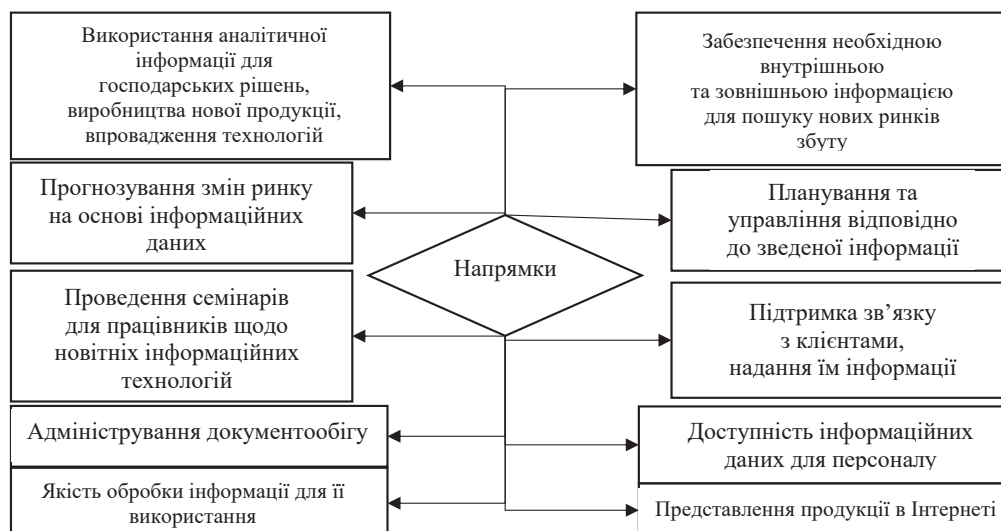 Використання аналітичної
інформації для
господарських рішень,
виробництва нової продукції,
впровадження технологій
Забезпечення необхідною
внутрішньою
та зовнішньою інформацією
для пошуку нових ринків
збуту
Прогнозування змін ринку
на основі інформаційних
даних
Планування та
управління відповідно
до зведеної інформації
Напрямки
Проведення семінарів
для працівників щодо
новітніх інформаційних
технологій
Підтримка зв’язку
з клієнтами,
надання їм інформації
Адміністрування документообігу
Доступність інформаційних
даних для персоналу
Якість обробки інформації для її
використання
Представлення продукції в Інтернеті